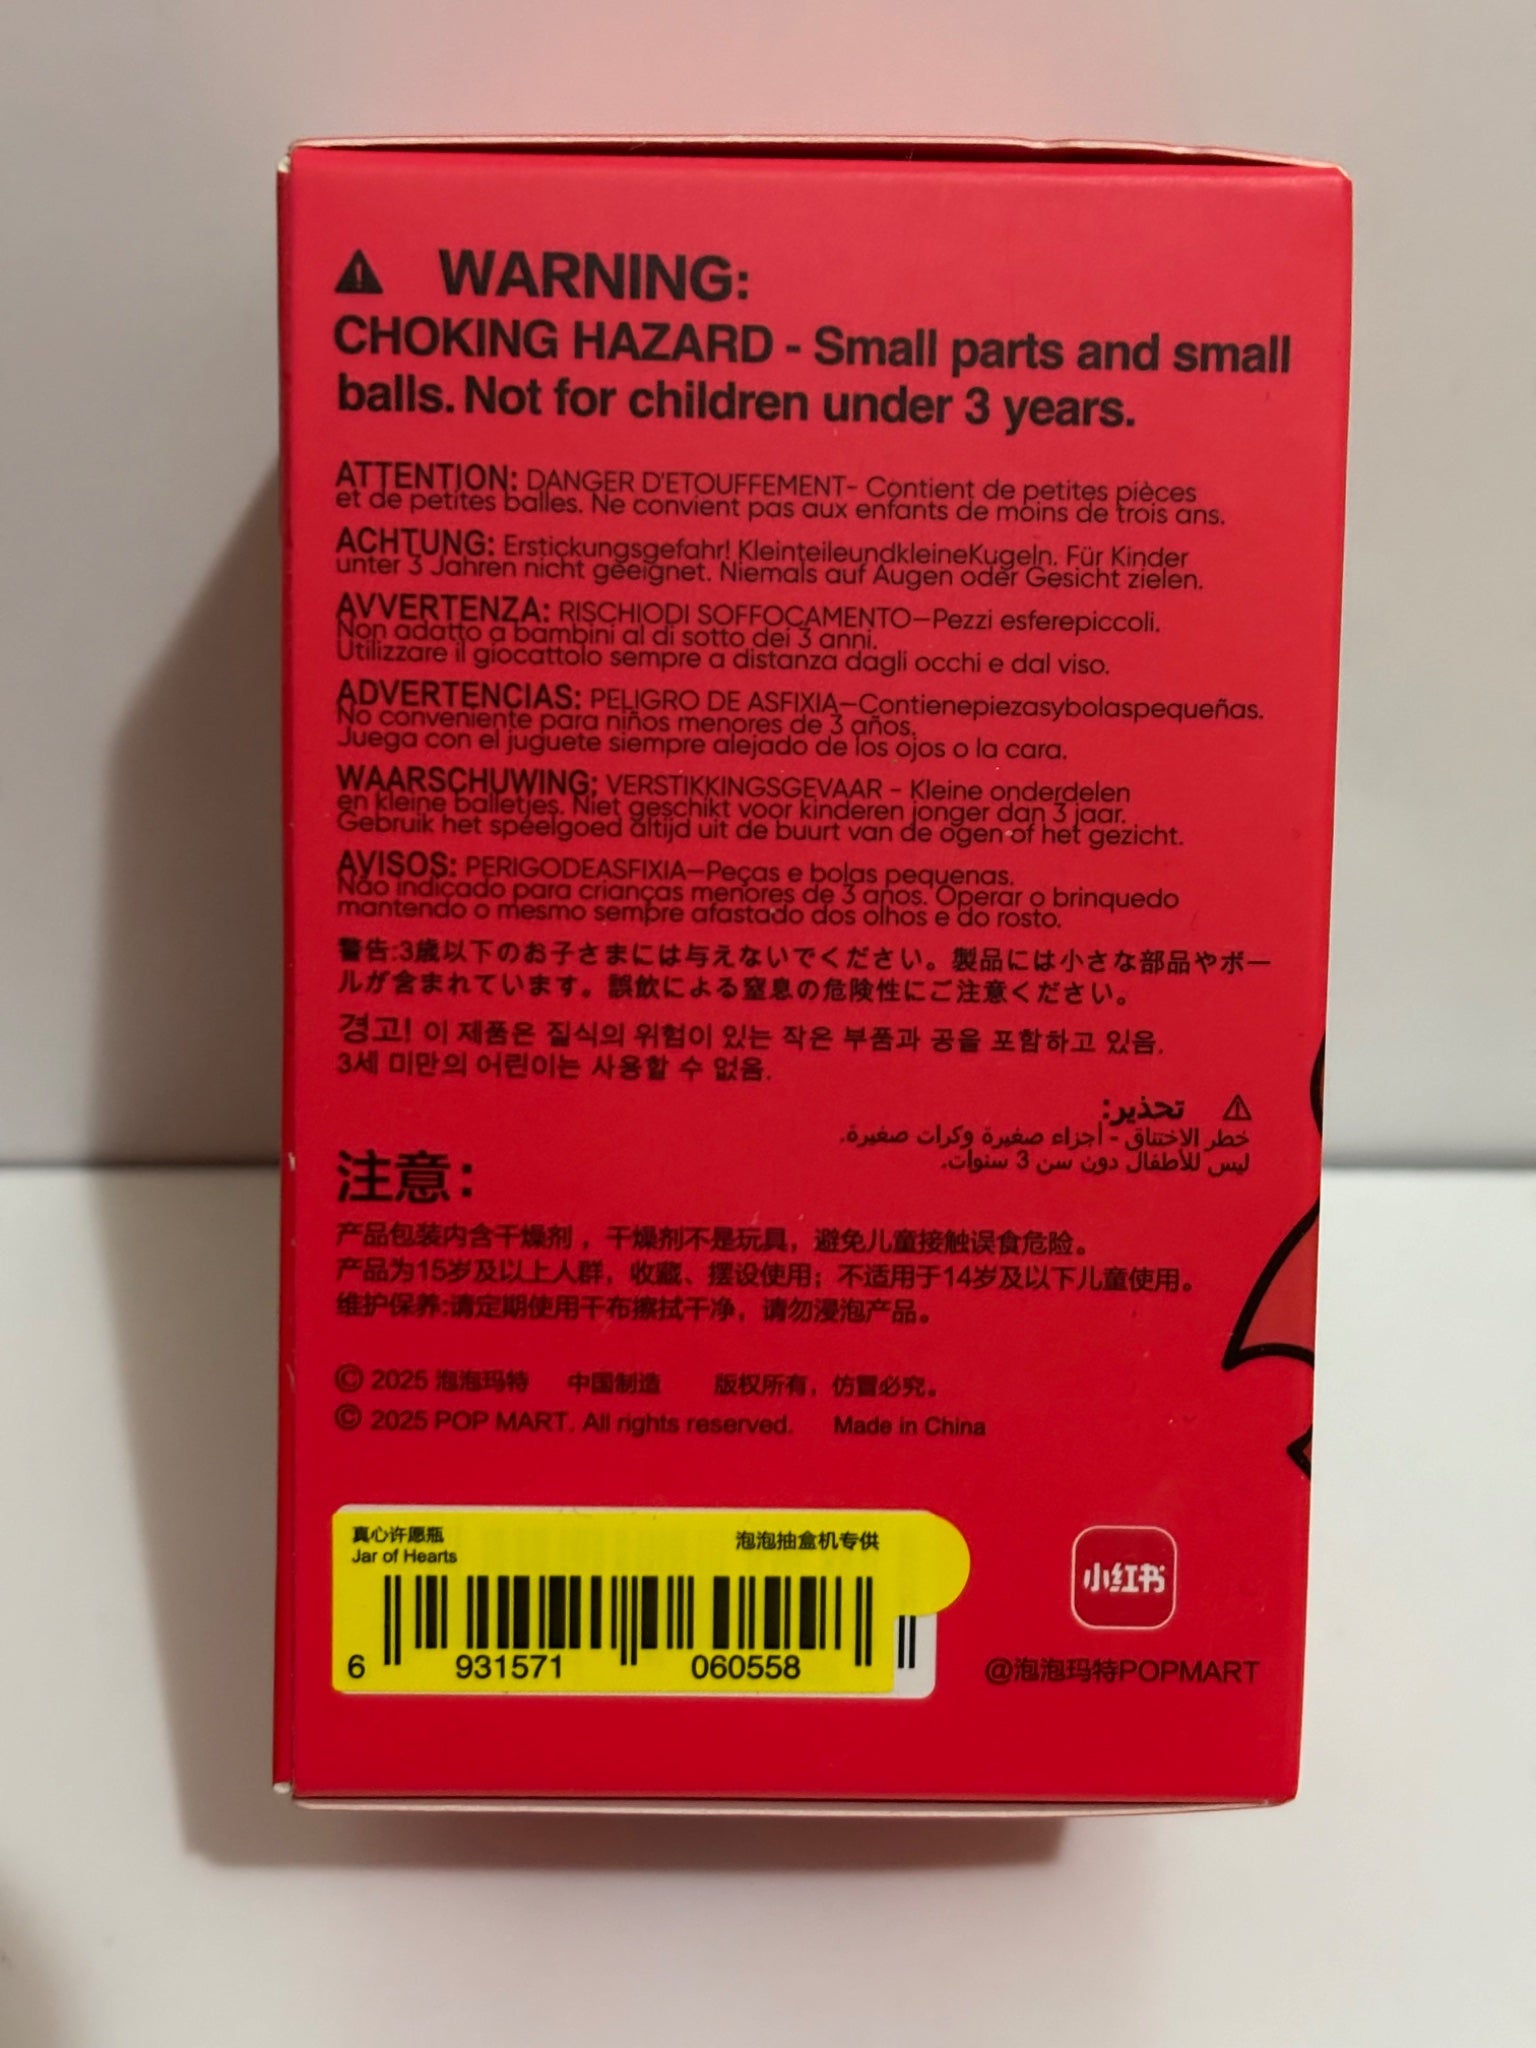 WARNING:
CHOKING HAZARD - Small parts and small
balls. Not for children under 3 years.
ATTENTION: DANGER D'ETOUFFEMENT- Contient de petites pièces
et de petites balles. Ne convient pas aux enfants de moins de trois ans.
ACHTUNG: Erstickungsgefahr! KleinteileundkleineKugeln. Für Kinder
unter 3 Jahren nicht geeignet. Niemals auf Augen oder Gesicht zielen.
AVVERTENZA: RISCHIODI SOFFOCAMENTO—Pezzi esferepiccoli.
Non adatto a bambini al di sotto dei 3 anni.
Utilizzare il giocattolo sempre a distanza dagli occhi e dal viso.
ADVERTENCIAS: PELIGRO DE ASFIXIA—Contienepiezasybolaspequeñas.
No conveniente para niños menores de 3 años.
Juega con el juguete siempre alejado de los ojos o la cara.
WAARSCHUWING: VERSTIKKINGSGEVAAR - Kleine onderdelen
en kleine balletjes. Niet geschikt voor kinderen jonger dan 3 jaar.
Gebruik het speelgoed altijd uit de buurt van de ogen of het gezicht.
AVISOS: PERIGODEASFIXIA—Peças e bolas pequenas.
Não indicado para crianças menores de 3 anos. Operar o brinquedo
mantendo o mesmo sempre afastado dos olhos e do rosto.
警告:3歳以下のお子さまには与えないでください。製品には小さな部品やボー
ルが含まれています。誤飲による窒息の危険性にご注意ください。
경고! 이 제품은 질식의 위험이 있는 작은 부품과 공을 포함하고 있음.
3세 미만의 어린이는 사용할 수 없음.
تحذير:
خطر الاختناق - أجزاء صغيرة وكرات صغيرة.
ليس للأطفال دون سن 3 سنوات.
注意：
产品包装内含干燥剂，干燥剂不是玩具，避免儿童接触误食危险。
产品为15岁及以上人群，收藏、摆设使用；不适用于14岁及以下儿童使用。
维护保养:请定期使用干布擦拭干净，请勿浸泡产品。
© 2025 泡泡玛特 中国制造 版权所有，仿冒必究。
© 2025 POP MART. All rights reserved. Made in China
真心许愿瓶 泡泡抽盒机专供
Jar of Hearts
6 931571 060558
小红书
@泡泡玛特POPMART